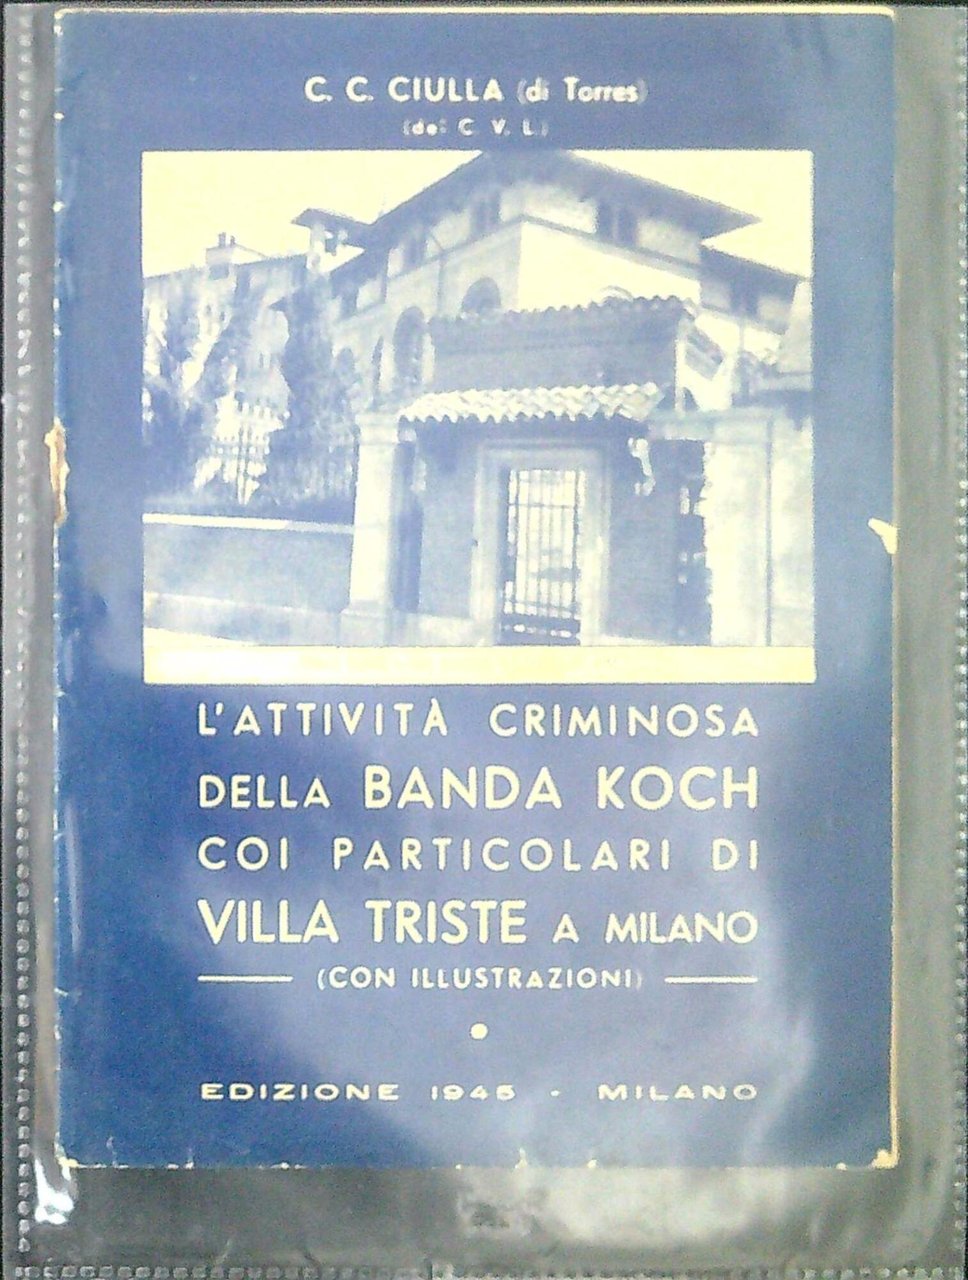 C. C. CIULLA (di Torres)
(del C. V. L.)
L'ATTIVITÀ CRIMINOSA
DELLA BANDA KOCH
COI PARTICOLARI DI
VILLA TRISTE A MILANO
(CON ILLUSTRAZIONI)
EDIZIONE 1945 - MILANO